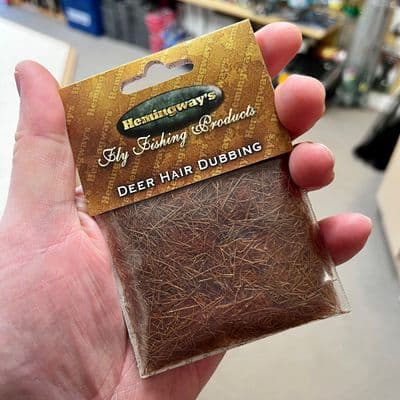 Hemingway's
Fly Fishing Products
Deer Hair Dubbing